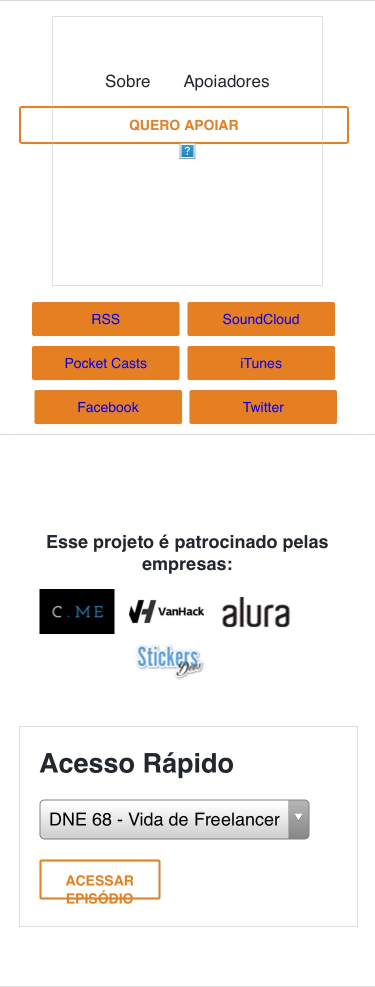 Sobre Apoiadores
QUERO APOIAR
?
RSS SoundCloud
Pocket Casts iTunes
Facebook Twitter
Esse projeto é patrocinado pelas
empresas:
C.ME VanHack alura
Stickers Devs
Acesso Rápido
DNE 68 - Vida de Freelancer
ACESSAR
EPISÓDIO